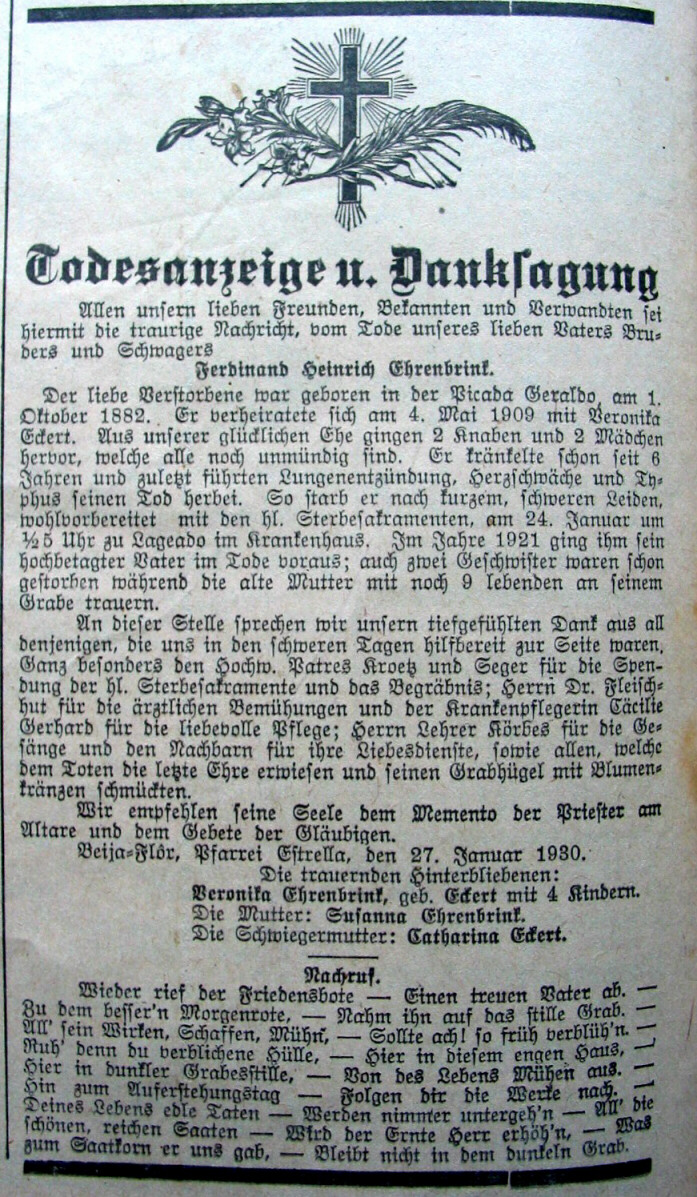 Todesanzeige u. Danksagung
Allen unsern lieben Freunden, Bekannten und Verwandten sei
hiermit die traurige Nachricht, vom Tode unseres lieben Vaters Bru-
ders und Schwagers
Ferdinand Heinrich Ehrenbrink.
Der liebe Verstorbene war geboren in der Picada Geraldo, am 1.
Oktober 1882. Er verheiratete sich am 4. Mai 1909 mit Veronika
Eckert. Aus unserer glücklichen Ehe gingen 2 Knaben und 2 Mädchen
hervor, welche alle noch unmündig sind. Er kränkelte schon seit 6
Jahren und zuletzt führten Lungenentzündung, Herzschwäche und Ty-
phus seinen Tod herbei. So starb er nach kurzem, schweren Leiden,
wohlvorbereitet mit den hl. Sterbesakramenten, am 24. Januar um
½5 Uhr zu Lageado im Krankenhaus. Im Jahre 1921 ging ihm sein
hochbetagter Vater im Tode voraus; auch zwei Geschwister waren schon
gestorben während die alte Mutter mit noch 9 lebenden an seinem
Grabe trauern.
An dieser Stelle sprechen wir unsern tiefgefühlten Dank aus all
denjenigen, die uns in den schweren Tagen hilfbereit zur Seite waren,
Ganz besonders den Hochw. Patres Kroetz und Seger für die Spen-
dung der hl. Sterbesakramente und das Begräbnis; Herrn Dr. Fleisch-
hut für die ärztlichen Bemühungen und der Krankenpflegerin Cäcilie
Gerhard für die liebevolle Pflege; Herrn Lehrer Körbes für die Ge-
sänge und den Nachbarn für ihre Liebesdienste, sowie allen, welche
dem Toten die letzte Ehre erwiesen und seinen Grabhügel mit Blumen-
kränzen schmückten.
Wir empfehlen seine Seele dem Memento der Priester am
Altare und dem Gebete der Gläubigen.
Beija-Flôr, Pfarrei Estrella, den 27. Januar 1930.
Die trauernden Hinterbliebenen:
Veronika Ehrenbrink, geb. Eckert mit 4 Kindern.
Die Mutter: Susanna Ehrenbrink.
Die Schwiegermutter: Catharina Eckert.
Nachruf.
Wieder rief der Friedensbote — Einen treuen Vater ab. —
Zu dem besser'n Morgenrote, — Nahm ihn auf das stille Grab. —
All' sein Wirken, Schaffen, Mühn', — Sollte ach! so früh verblüh'n. —
Ruh' denn du verblichene Hülle, — Hier in diesem engen Haus, —
Hier in dunkler Grabesstille, — Von des Lebens Mühen aus. —
Hin zum Auferstehungstag — Folgen dir die Werke nach. —
Deines Lebens edle Taten — Werden nimmer untergeh'n — All' die
schönen, reichen Saaten — Wird der Ernte Herr erhöh'n, — Was
zum Saatkorn er uns gab, — Bleibt nicht in dem dunkeln Grab.